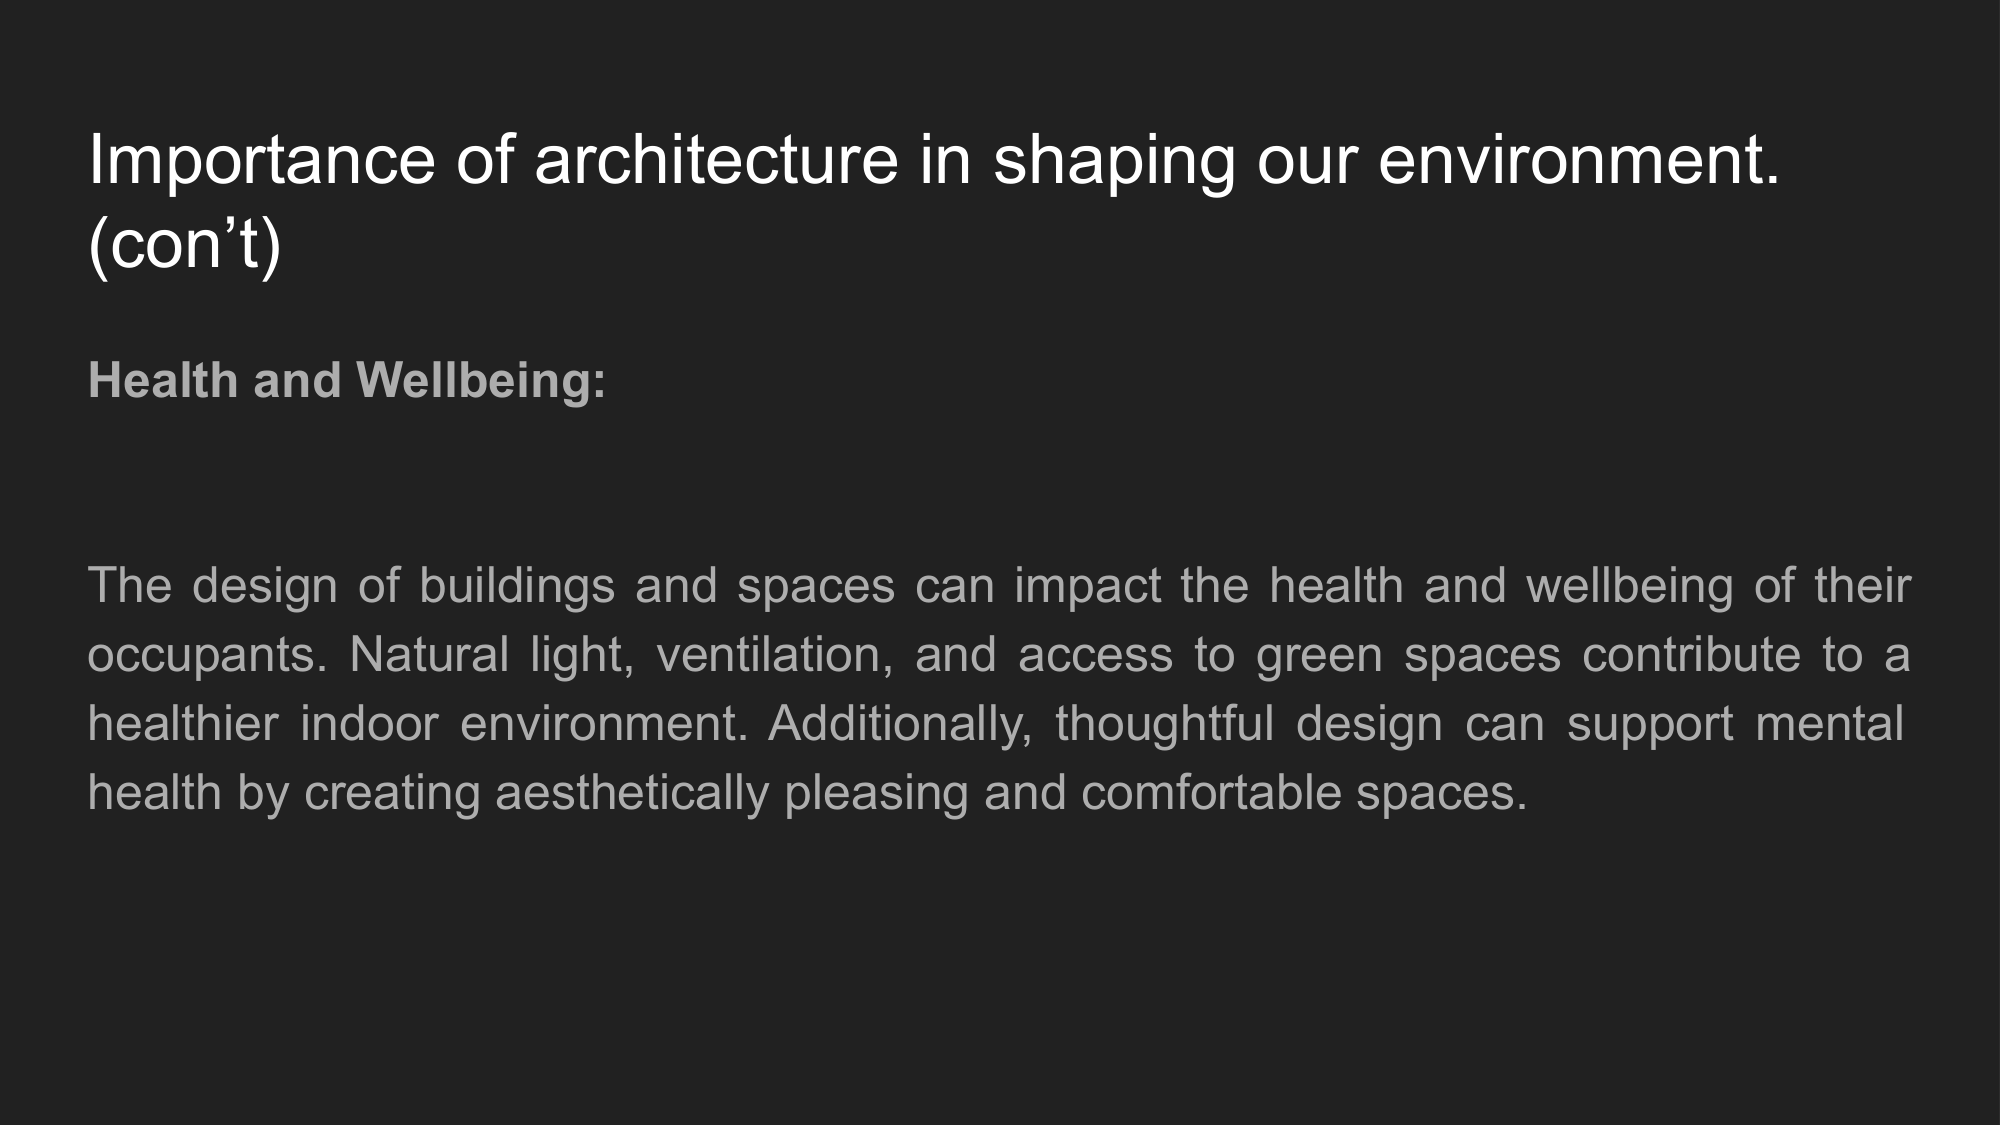 Importance of architecture in shaping our environment.
(con’t)
Health and Wellbeing:
The design of buildings and spaces can impact the health and wellbeing of their
occupants. Natural light, ventilation, and access to green spaces contribute to a
healthier indoor environment. Additionally, thoughtful design can support mental
health by creating aesthetically pleasing and comfortable spaces.